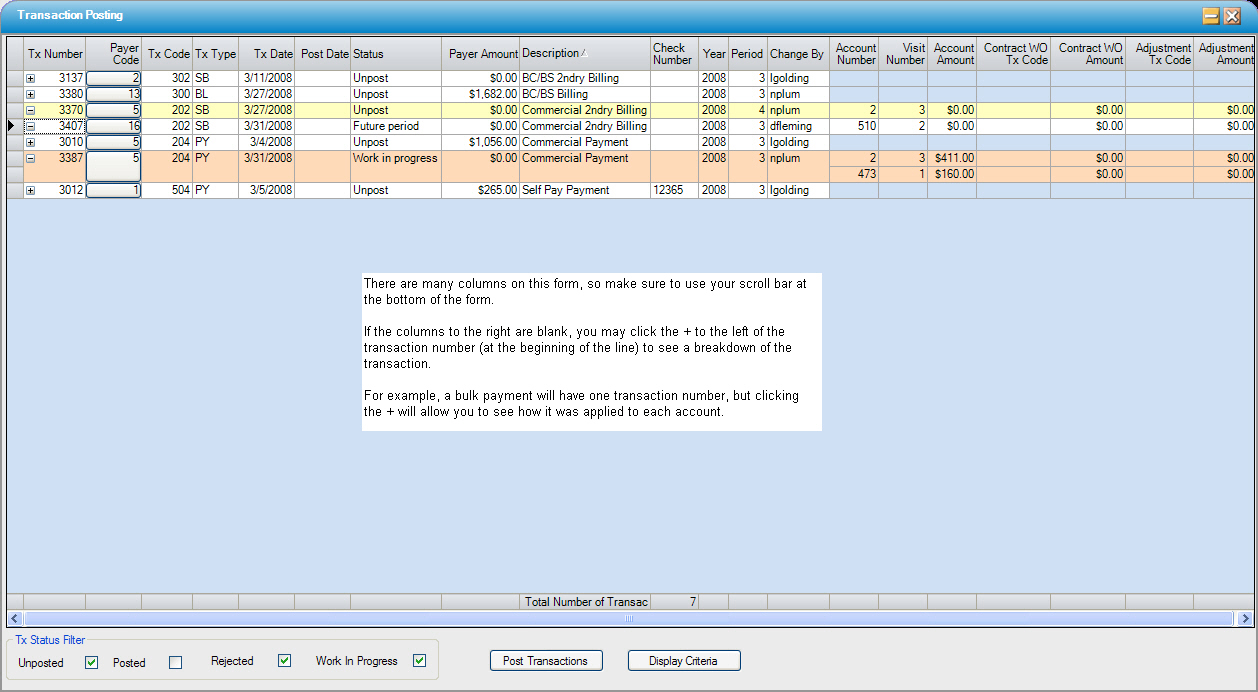 Transaction Posting
Tx Number Payer Code Tx Code Tx Type Tx Date Post Date Status Payer Amount Description Check Number Year Period Change By Account Number Visit Number Account Amount Contract WO Tx Code Contract WO Amount Adjustment Tx Code Adjustment Amount
3137 2 302 SB 3/11/2008 Unpost $0.00 BC/BS 2ndry Billing 2008 3 lgolding
3380 13 300 BL 3/27/2008 Unpost $1,682.00 BC/BS Billing 2008 3 nplum
3370 5 202 SB 3/27/2008 Unpost $0.00 Commercial 2ndry Billing 2008 4 nplum 2 3 $0.00 $0.00 $0.00
3407 16 202 SB 3/31/2008 Future period $0.00 Commercial 2ndry Billing 2008 3 dfleming 510 2 $0.00 $0.00 $0.00
3010 5 204 PY 3/4/2008 Unpost $1,056.00 Commercial Payment 2008 3 lgolding
3387 5 204 PY 3/31/2008 Work in progress $0.00 Commercial Payment 2008 3 nplum 2 3 $411.00 $0.00 $0.00
473 1 $160.00 $0.00 $0.00
3012 1 504 PY 3/5/2008 Unpost $265.00 Self Pay Payment 12365 2008 3 lgolding
There are many columns on this form, so make sure to use your scroll bar at
the bottom of the form.
If the columns to the right are blank, you may click the + to the left of the
transaction number (at the beginning of the line) to see a breakdown of the
transaction.
For example, a bulk payment will have one transaction number, but clicking
the + will allow you to see how it was applied to each account.
Total Number of Transac 7
Tx Status Filter
Unposted Posted Rejected Work In Progress Post Transactions Display Criteria